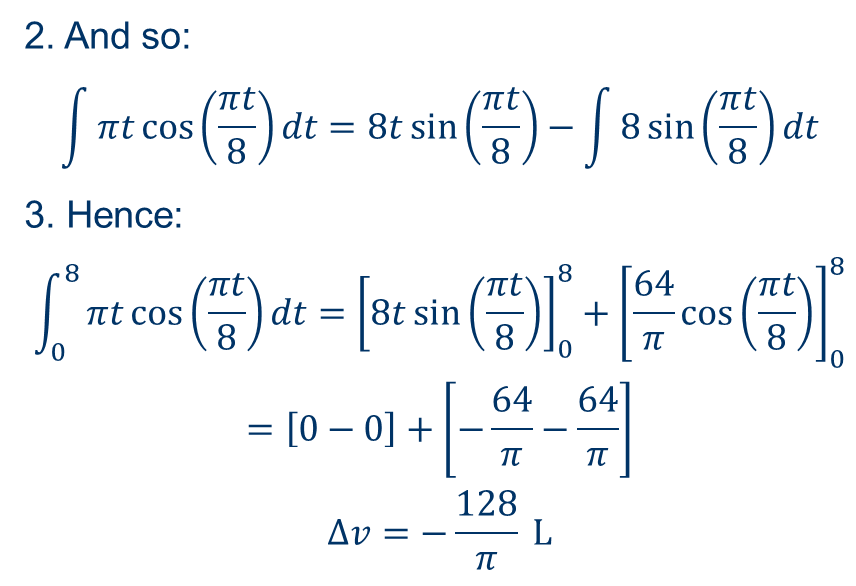 2. And so:
∫ πt cos(πt/8) dt = 8t sin(πt/8) − ∫ 8 sin(πt/8) dt
3. Hence:
∫₀⁸ πt cos(πt/8) dt = [8t sin(πt/8)]₀⁸ + [64/π cos(πt/8)]₀⁸
= [0 − 0] + [−64/π − 64/π]
Δv = −128/π L